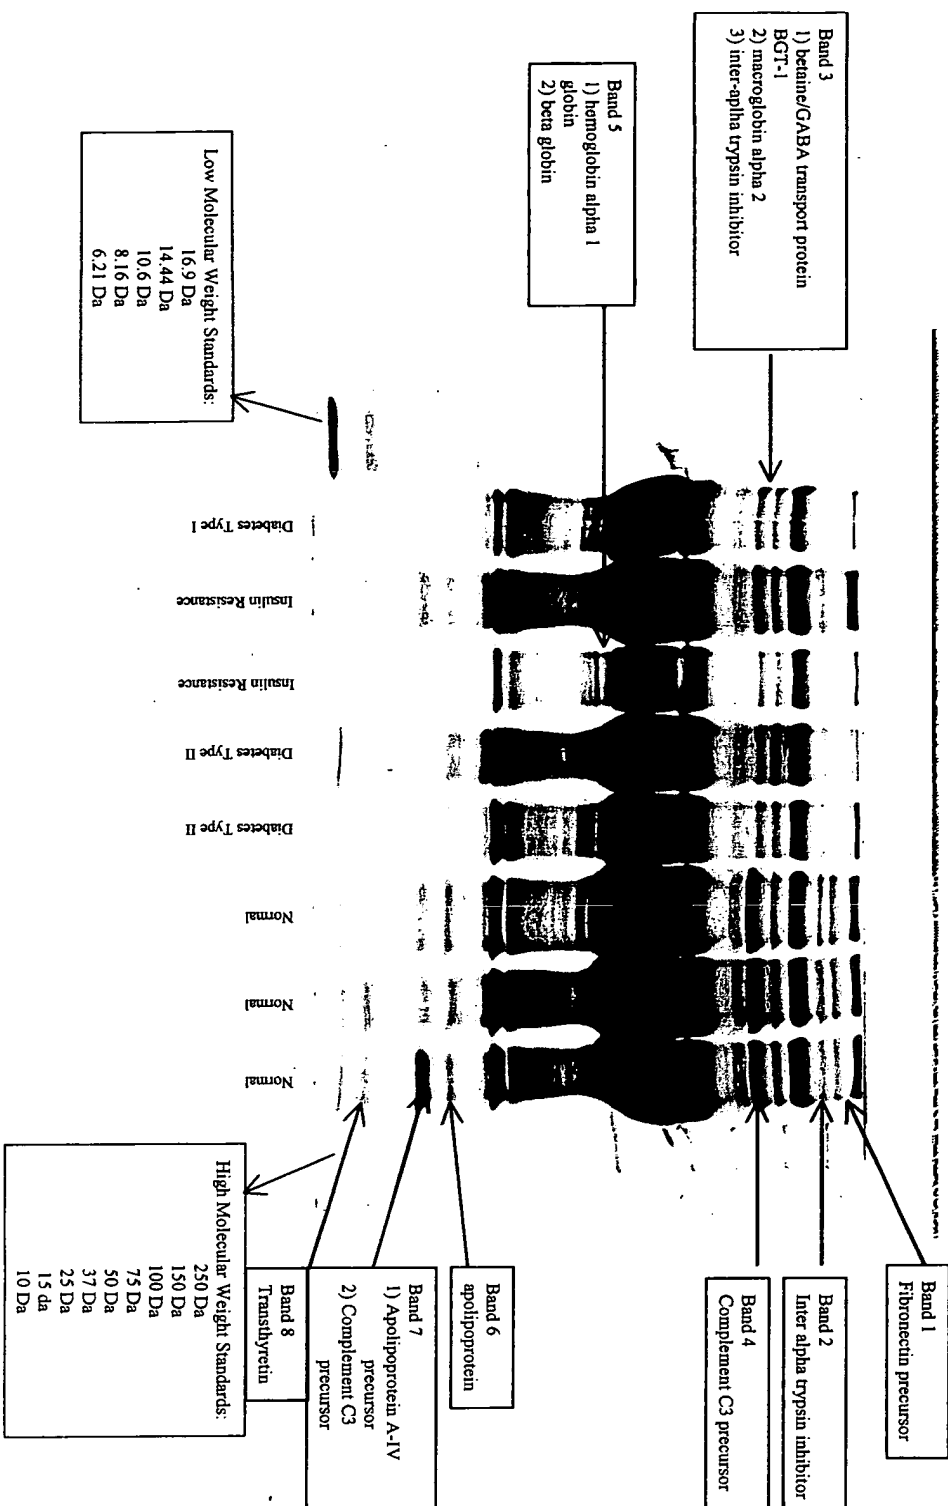 Band 1
Fibronectin precursor
Band 2
Inter alpha trypsin inhibitor
Band 4
Complement C3 precursor
Band 6
apolipoprotein
Band 7
1) Apolipoprotein A-IV
precursor
2) Complement C3
precursor
Band 8
Transthyretin
High Molecular Weight Standards:
250 Da
150 Da
100 Da
75 Da
50 Da
37 Da
25 Da
15 da
10 Da
Band 3
1) betaine/GABA transport protein
BGT-1
2) macroglobin alpha 2
3) inter-aplha trypsin inhibitor
Band 5
1) hemoglobin alpha 1
globin
2) beta globin
Low Molecular Weight Standards:
16.9 Da
14.44 Da
10.6 Da
8.16 Da
6.21 Da
Diabetes Type I
Insulin Resistance
Insulin Resistance
Diabetes Type II
Diabetes Type II
Normal
Normal
Normal